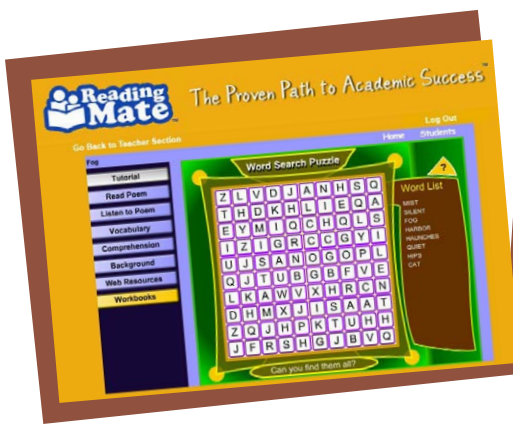 Reading Mate™
The Proven Path to Academic Success™
Go Back to Teacher Section
Log Out
Home Students
Fog
Tutorial
Read Poem
Listen to Poem
Vocabulary
Comprehension
Background
Web Resources
Workbooks
Word Search Puzzle
Z L V D J A N H S Q
T H D K H L I E Q A
E Y M I Q C H Q L S
I Z I G R C C G Y I
U J S A N O G O P L
Q J T U B G B F V E
L K A W V X H R C N
D H M X J I S A A T
Z Q J H P K T U H H
J F R S H G J B V Q
Can you find them all?
?
Word List
MIST
SILENT
FOG
HARBOR
HAUNCHES
QUIET
HIPS
CAT